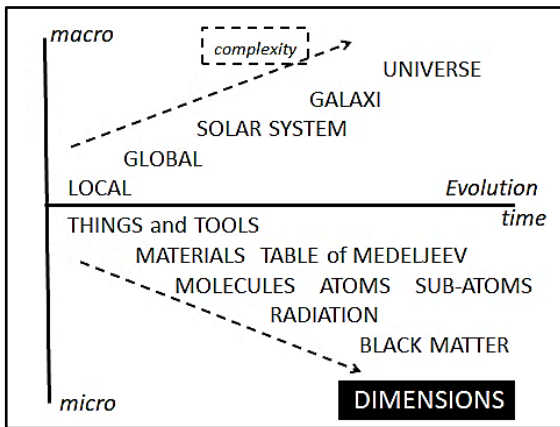 macro
complexity
UNIVERSE
GALAXI
SOLAR SYSTEM
GLOBAL
LOCAL
Evolution
time
THINGS and TOOLS
MATERIALS TABLE of MEDELJEEV
MOLECULES ATOMS SUB-ATOMS
RADIATION
BLACK MATTER
DIMENSIONS
micro